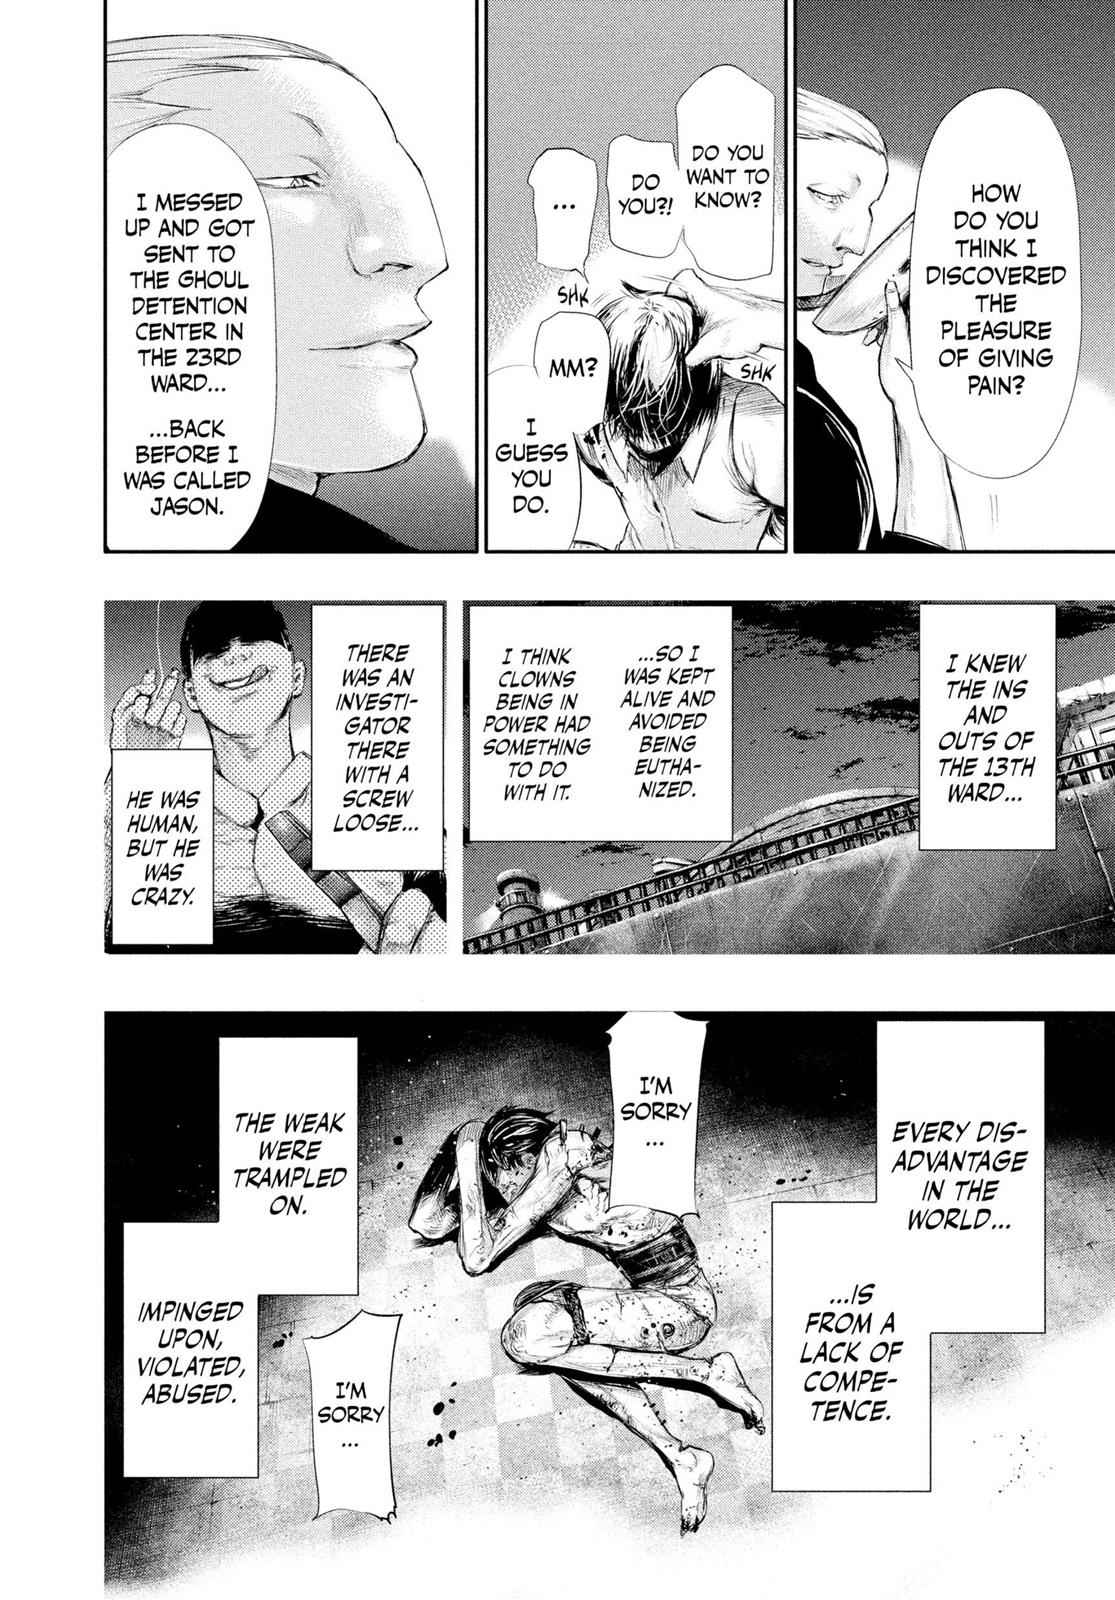 HOW
DO YOU
THINK I
DISCOVERED
THE
PLEASURE
OF GIVING
PAIN?
DO YOU
WANT TO
KNOW?
DO
YOU?!
...
SHK
SHK
MM?
I
GUESS
YOU
DO.
I MESSED
UP AND GOT
SENT TO
THE GHOUL
DETENTION
CENTER IN
THE 23RD
WARD...
...BACK
BEFORE I
WAS CALLED
JASON.
I KNEW
THE INS
AND
OUTS OF
THE 13TH
WARD...
...SO I
WAS KEPT
ALIVE AND
AVOIDED
BEING
EUTHA-
NIZED.
I THINK
CLOWNS
BEING IN
POWER HAD
SOMETHING
TO DO
WITH IT.
THERE
WAS AN
INVESTI-
GATOR
THERE
WITH A
SCREW
LOOSE...
HE WAS
HUMAN,
BUT HE
WAS
CRAZY.
EVERY DIS-
ADVANTAGE
IN THE
WORLD...
...IS
FROM A
LACK OF
COMPE-
TENCE.
I'M
SORRY
...
THE WEAK
WERE
TRAMPLED
ON.
IMPINGED
UPON,
VIOLATED,
ABUSED.
I'M
SORRY
...